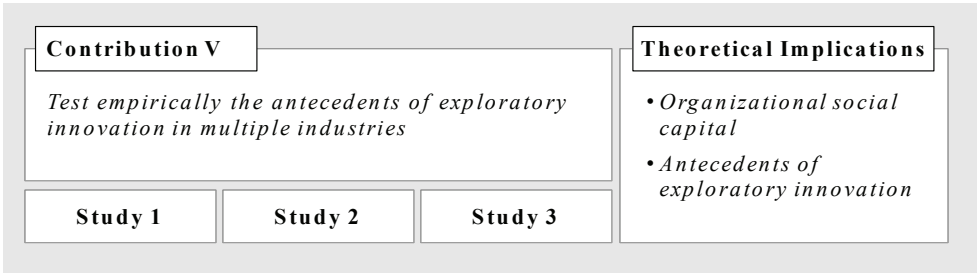 Contribution V
Test empirically the antecedents of exploratory
innovation in multiple industries
Study 1
Study 2
Study 3
Theoretical Implications
• Organizational social
capital
• Antecedents of
exploratory innovation